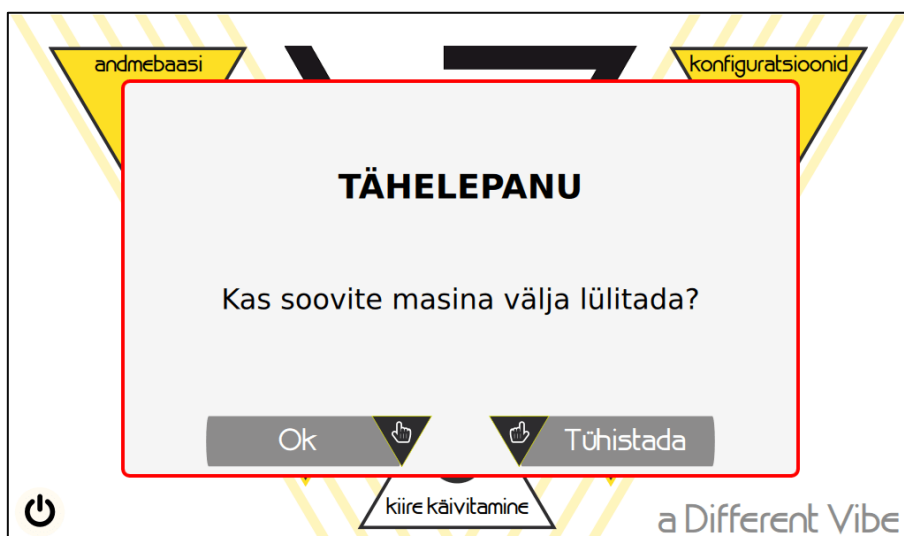 andmebaasi
konfiguratsioonid
TÄHELEPANU
Kas soovite masina välja lülitada?
Ok
Tühistada
kiire käivitamine
a Different Vibe